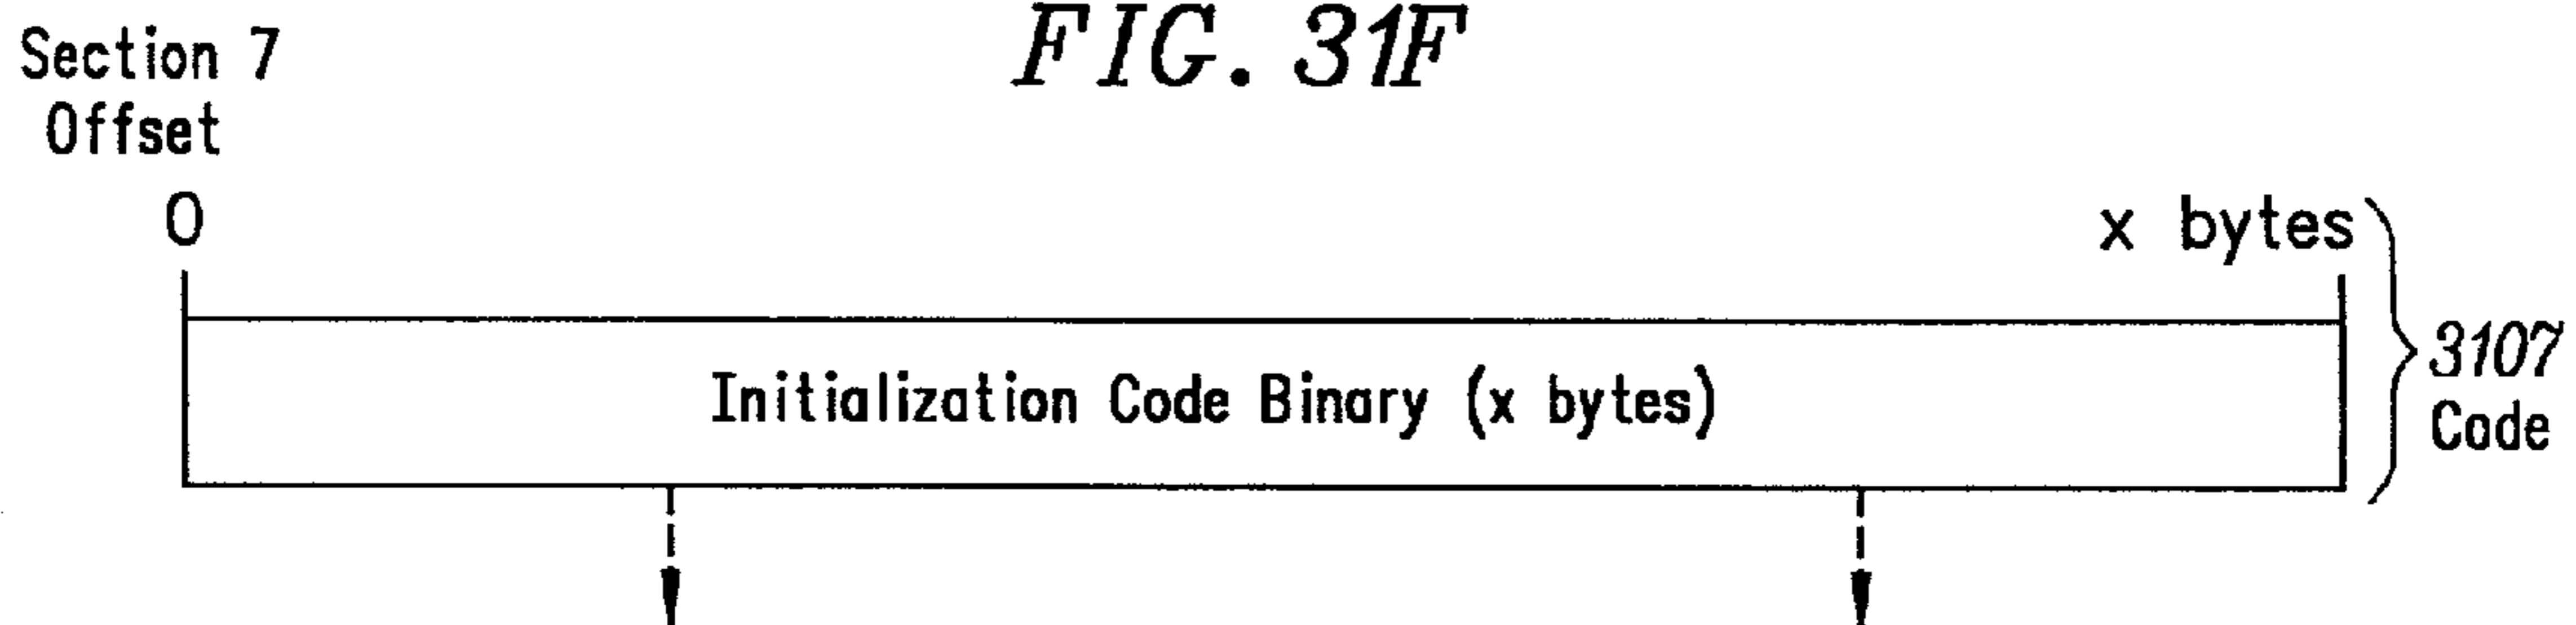 FIG. 31F
Section 7
Offset
0
x bytes
Initialization Code Binary (x bytes)
3107
Code